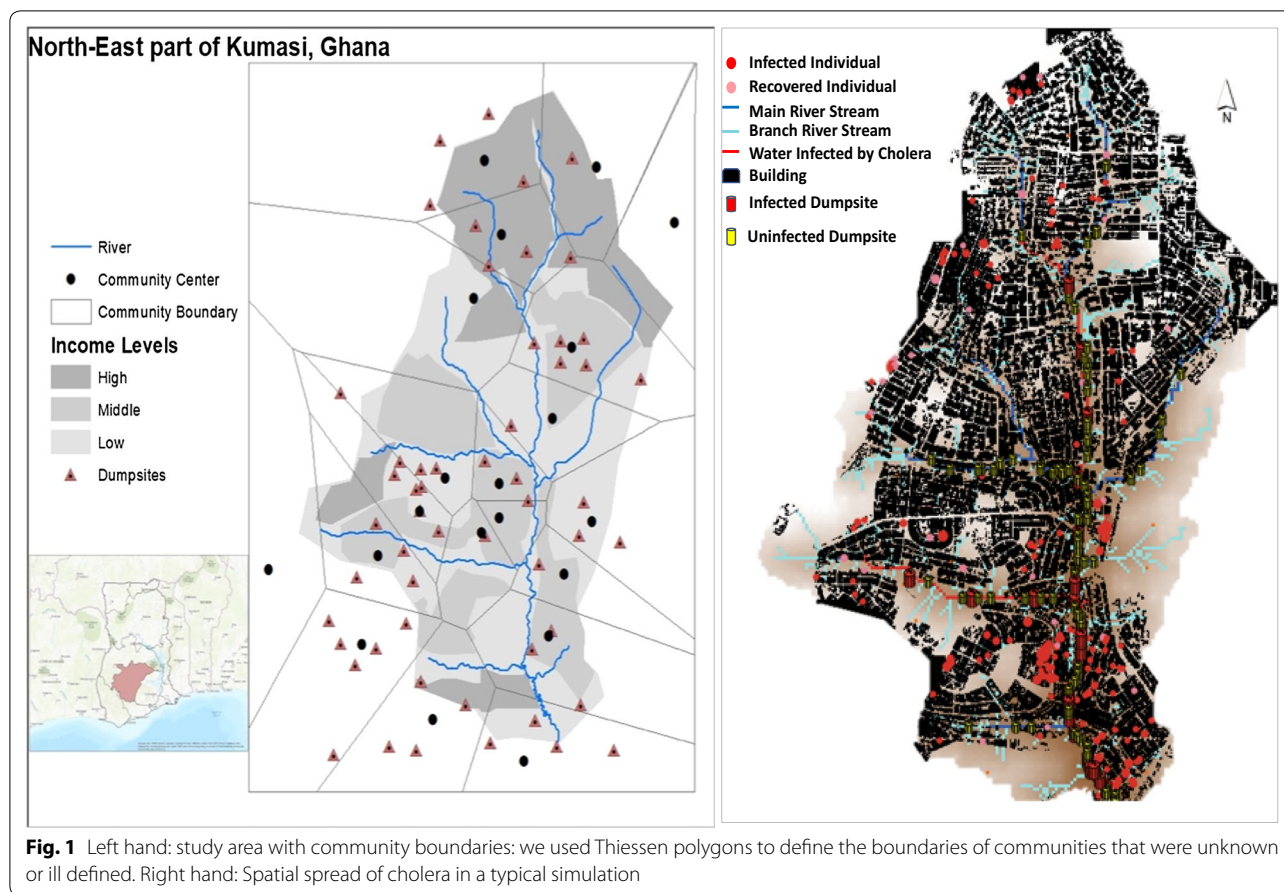 North-East part of Kumasi, Ghana
River
Community Center
Community Boundary
Income Levels
High
Middle
Low
Dumpsites
Infected Individual
Recovered Individual
Main River Stream
Branch River Stream
Water Infected by Cholera
Building
Infected Dumpsite
Uninfected Dumpsite
N
Fig. 1 Left hand: study area with community boundaries: we used Thiessen polygons to define the boundaries of communities that were unknown
or ill defined. Right hand: Spatial spread of cholera in a typical simulation